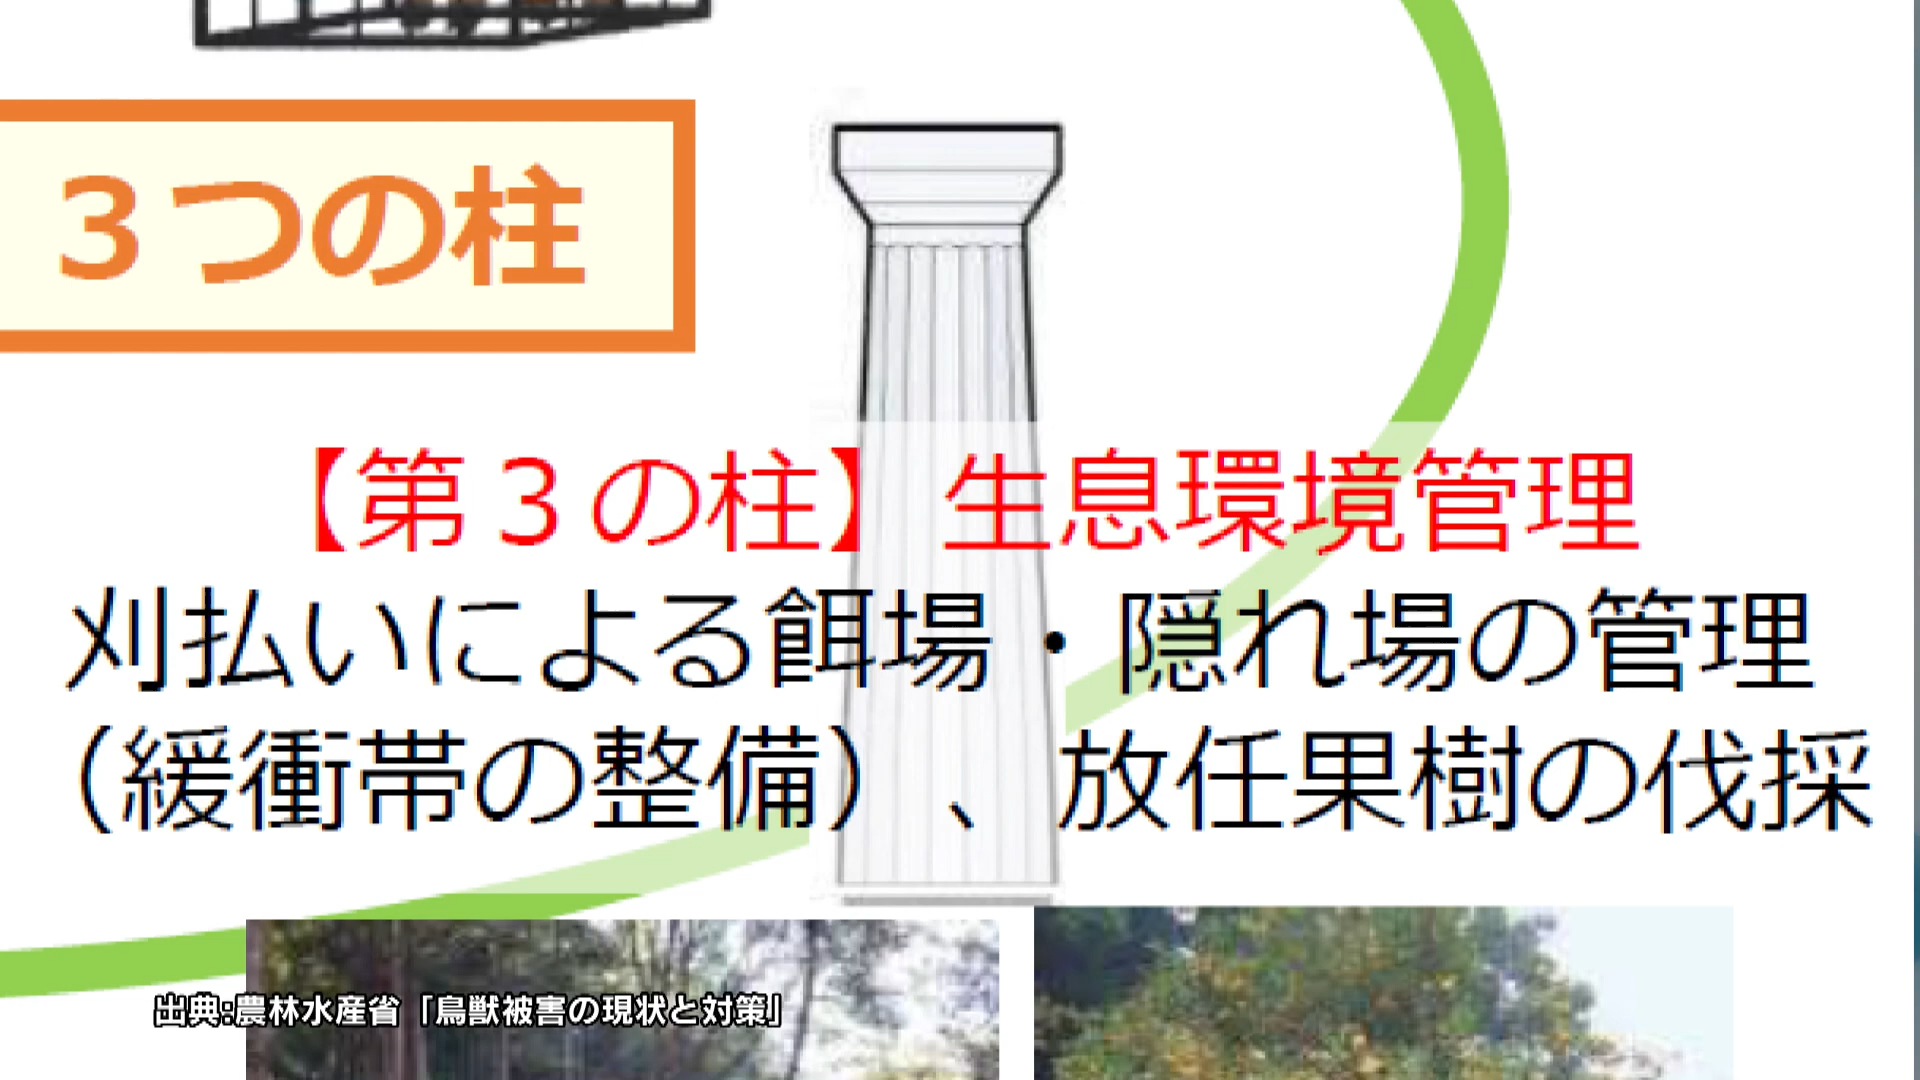 ３つの柱
【第３の柱】生息環境管理
刈払いによる餌場・隠れ場の管理
（緩衝帯の整備）、放任果樹の伐採
出典:農林水産省「鳥獣被害の現状と対策」